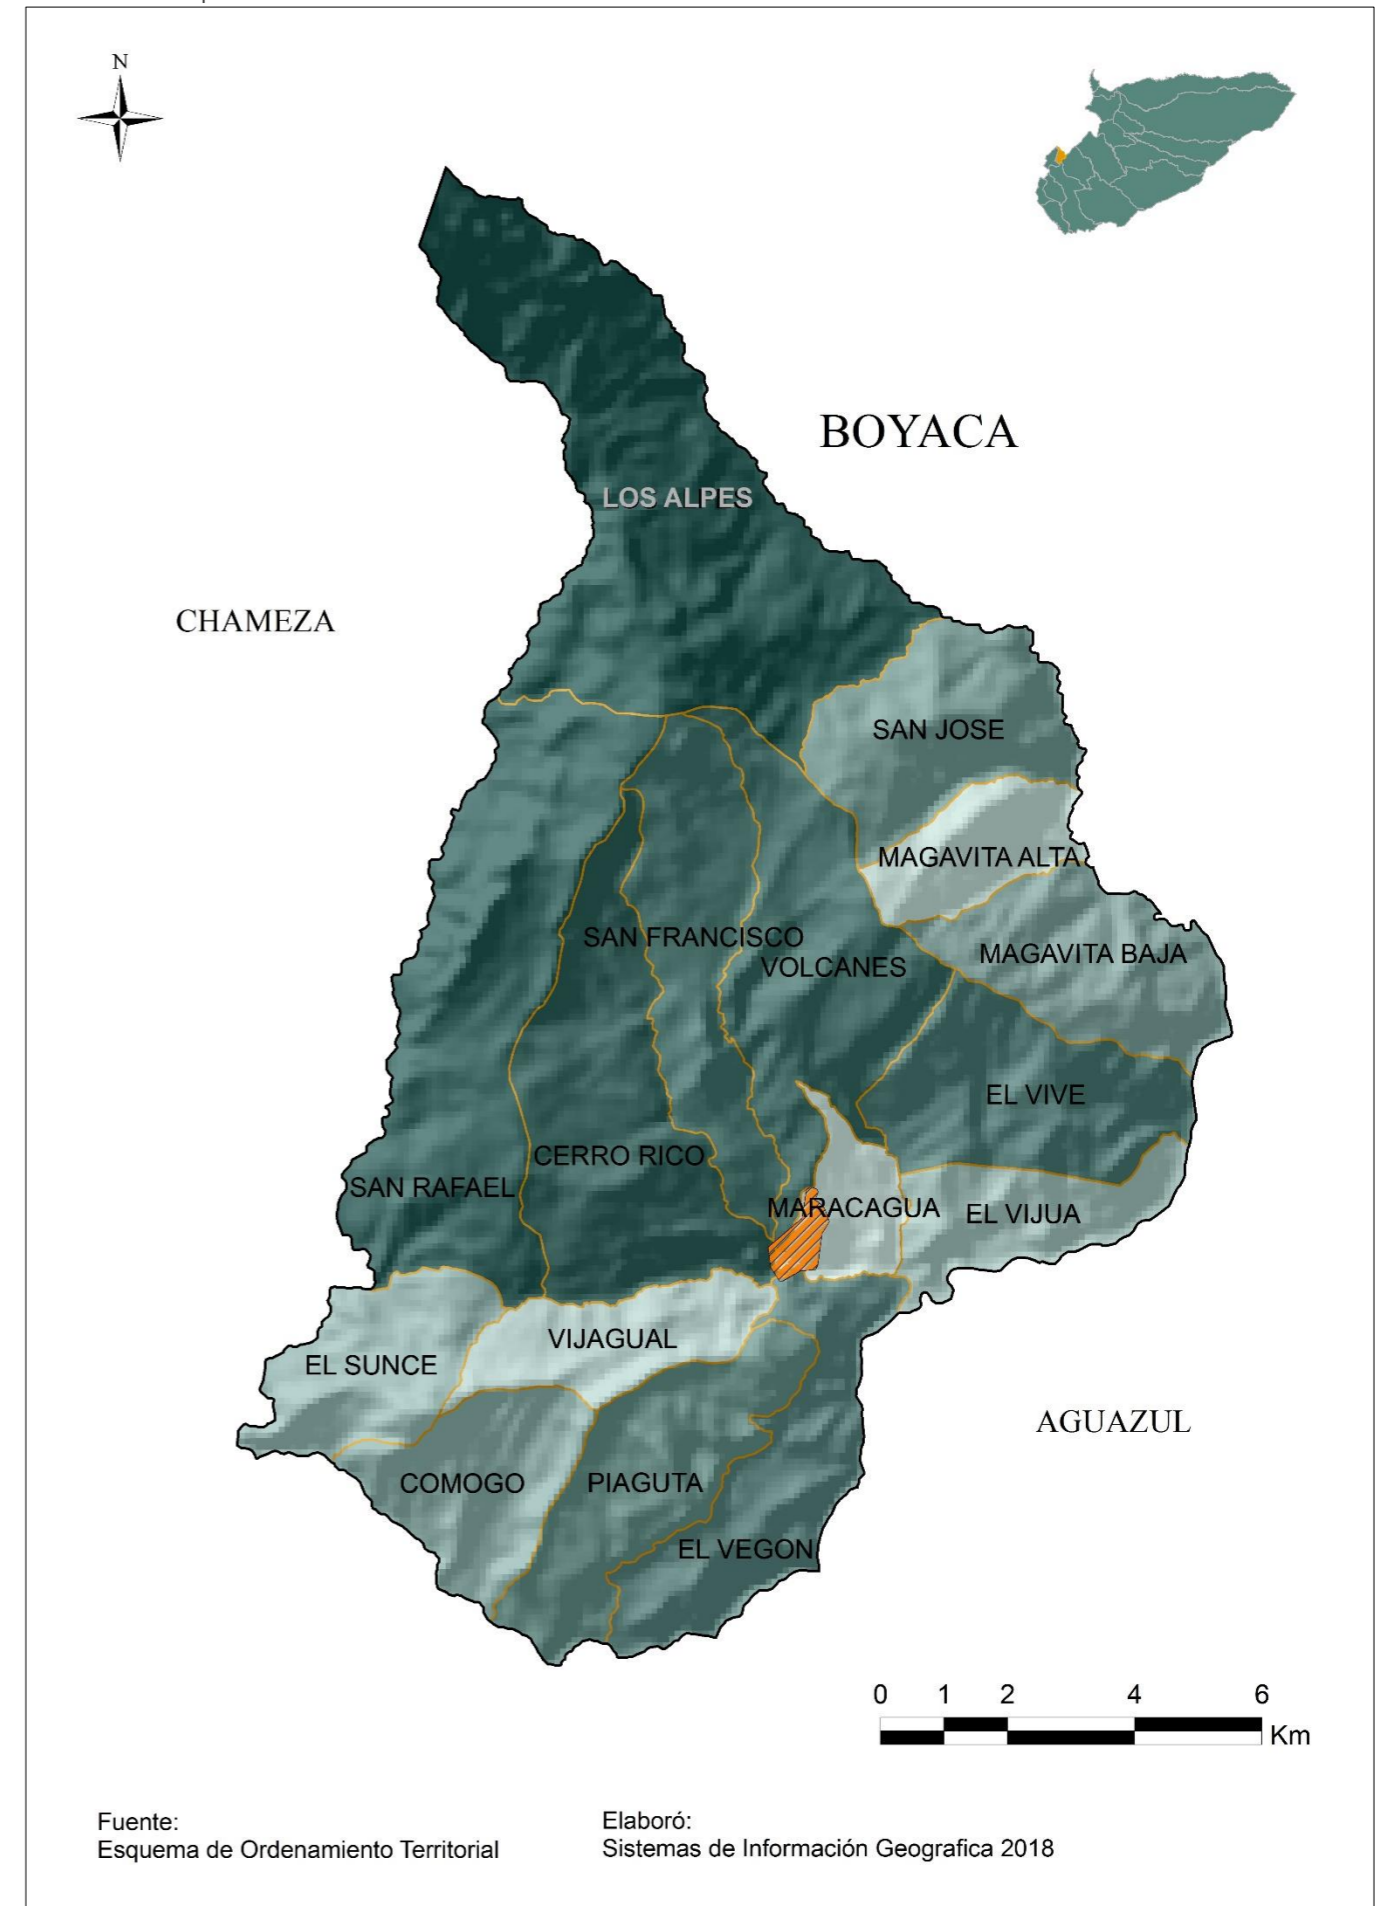 N
BOYACA
LOS ALPES
CHAMEZA
SAN JOSE
MAGAVITA ALTA
SAN FRANCISCO
MAGAVITA BAJA
VOLCANES
EL VIVE
CERRO RICO
SAN RAFAEL
MARACAGUA
EL VIJUA
VIJAGUAL
EL SUNCE
AGUAZUL
COMOGO
PIAGUTA
EL VEGON
0 1 2 4 6
Km
Fuente:
Esquema de Ordenamiento Territorial
Elaboró:
Sistemas de Información Geografica 2018